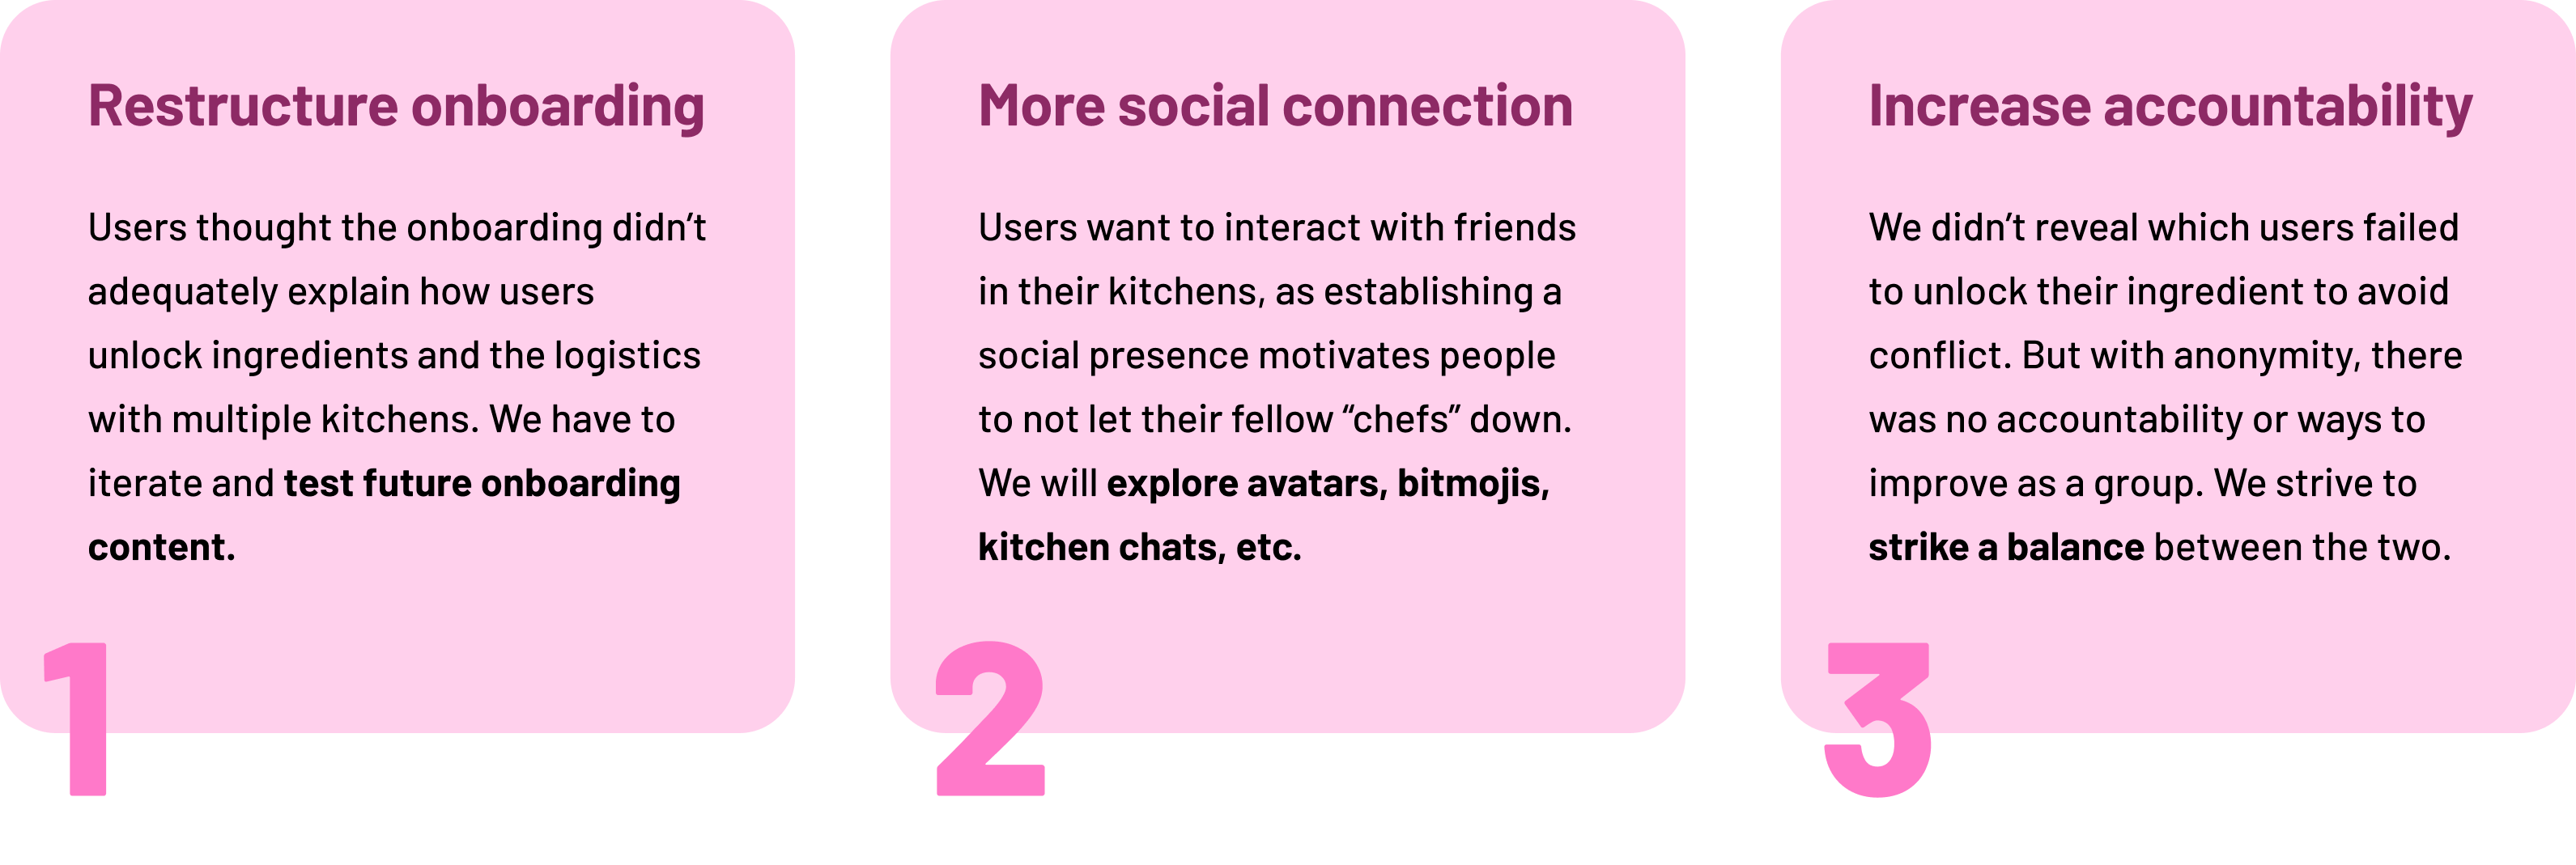 Restructure onboarding
Users thought the onboarding didn’t
adequately explain how users
unlock ingredients and the logistics
with multiple kitchens. We have to
iterate and test future onboarding
content.
1
More social connection
Users want to interact with friends
in their kitchens, as establishing a
social presence motivates people
to not let their fellow “chefs” down.
We will explore avatars, bitmojis,
kitchen chats, etc.
2
Increase accountability
We didn’t reveal which users failed
to unlock their ingredient to avoid
conflict. But with anonymity, there
was no accountability or ways to
improve as a group. We strive to
strike a balance between the two.
3